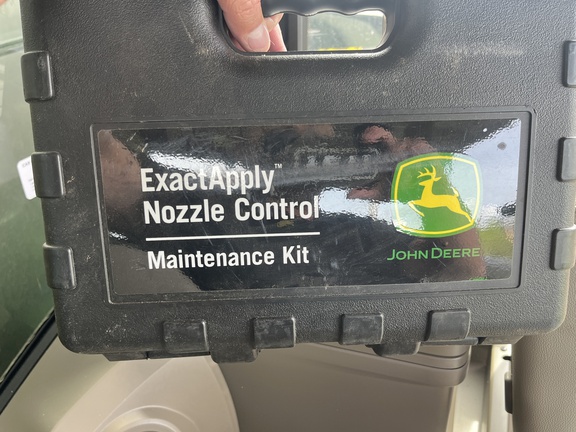 ExactApply™
Nozzle Control
Maintenance Kit
JOHN DEERE